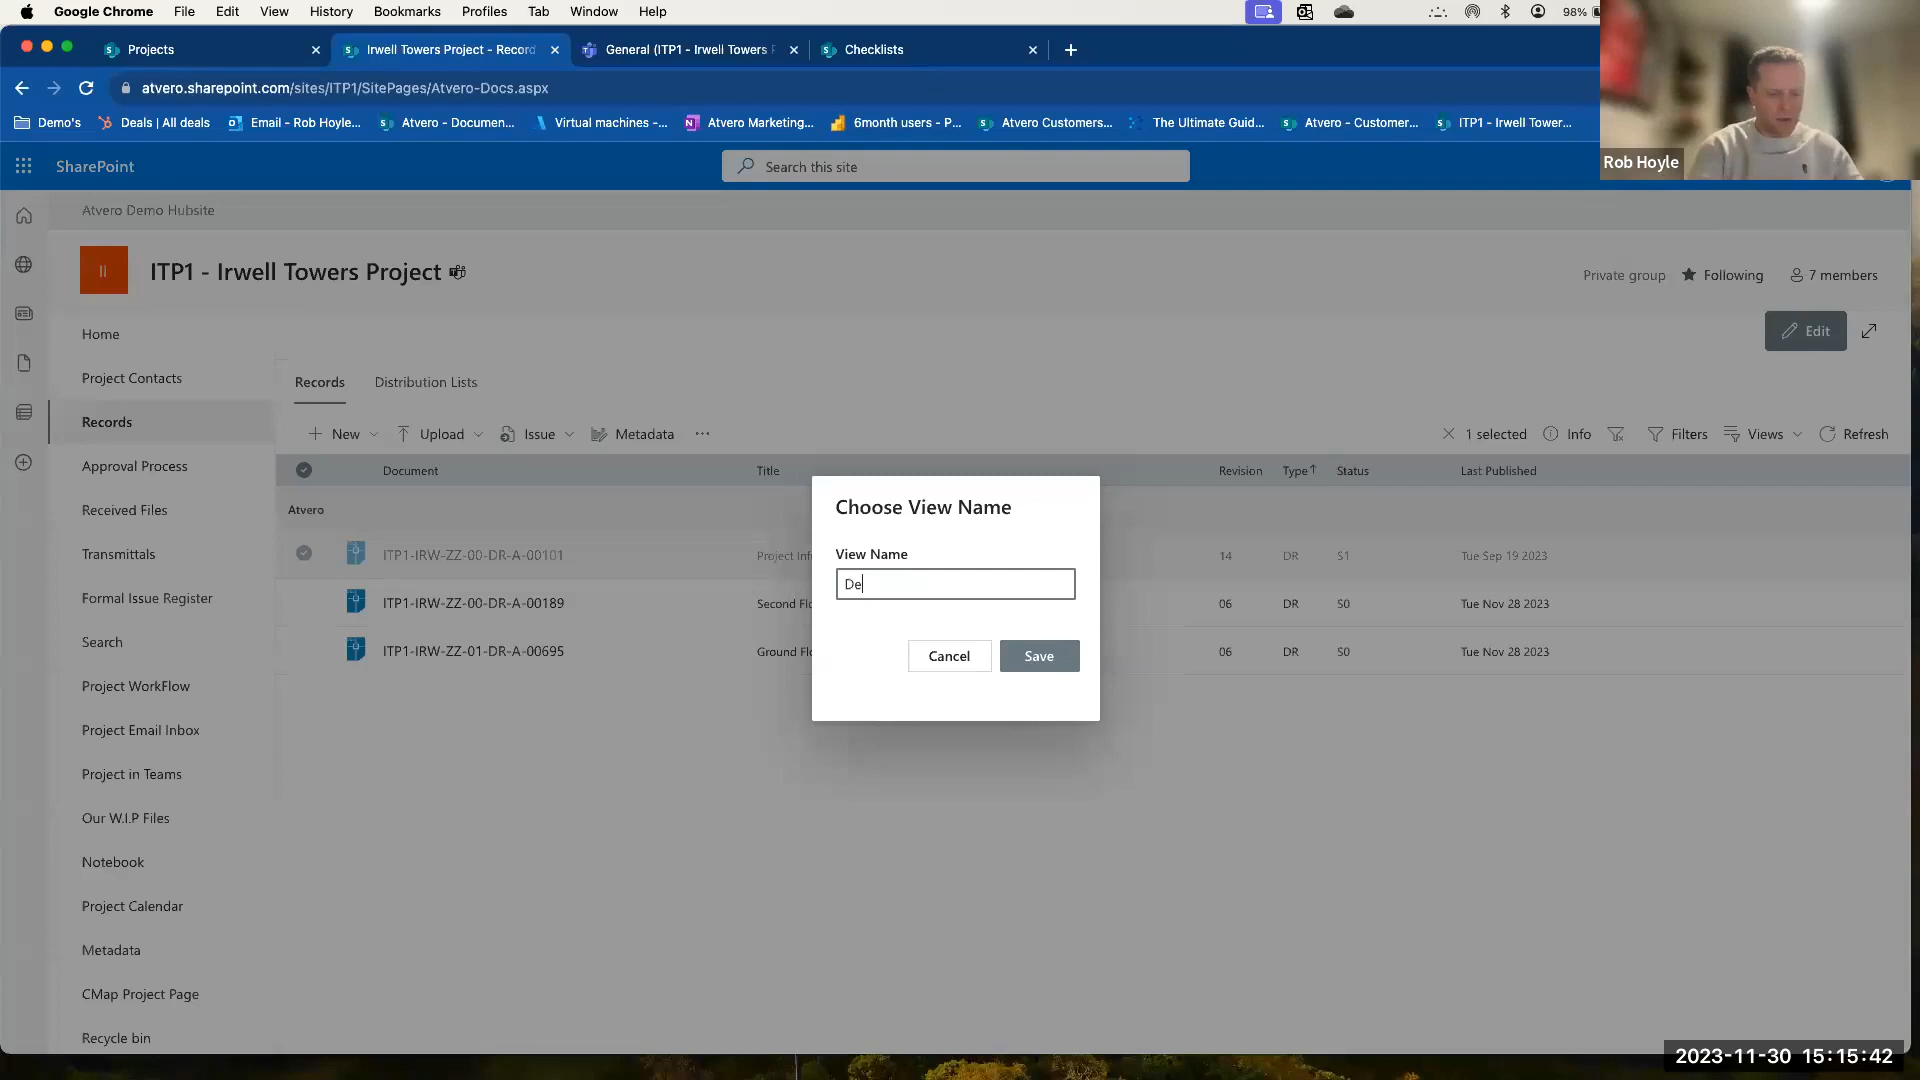 Google Chrome File Edit View History Bookmarks Profiles Tab Window Help 98%
Projects Irwell Towers Project - Record General (ITP1 - Irwell Towers P Checklists
atvero.sharepoint.com/sites/ITP1/SitePages/Atvero-Docs.aspx
Demo's Deals | All deals Email - Rob Hoyle... Atvero - Documen... Virtual machines -... Atvero Marketing... 6month users - P... Atvero Customers... The Ultimate Guid... Atvero - Customer... ITP1 - Irwell Tower...
Rob Hoyle
SharePoint Search this site
Atvero Demo Hubsite
II ITP1 - Irwell Towers Project
Private group Following 7 members
Edit
Home
Project Contacts
Records
Approval Process
Received Files
Transmittals
Formal Issue Register
Search
Project WorkFlow
Project Email Inbox
Project in Teams
Our W.I.P Files
Notebook
Project Calendar
Metadata
CMap Project Page
Recycle bin
Records Distribution Lists
New Upload Issue Metadata ... 1 selected Info Filters Views Refresh
Document Title Revision Type↑ Status Last Published
Atvero
ITP1-IRW-ZZ-00-DR-A-00101 Project Inf 14 DR S1 Tue Sep 19 2023
ITP1-IRW-ZZ-00-DR-A-00189 Second Flo 06 DR S0 Tue Nov 28 2023
ITP1-IRW-ZZ-01-DR-A-00695 Ground Flo 06 DR S0 Tue Nov 28 2023
Choose View Name
View Name
De
Cancel Save
2023-11-30 15:15:42